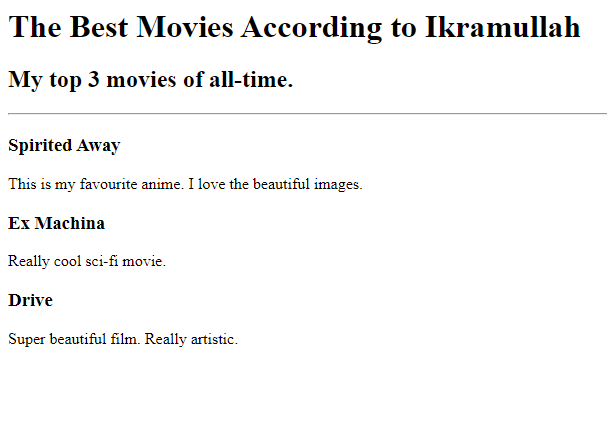 The Best Movies According to Ikramullah
My top 3 movies of all-time.
Spirited Away
This is my favourite anime. I love the beautiful images.
Ex Machina
Really cool sci-fi movie.
Drive
Super beautiful film. Really artistic.